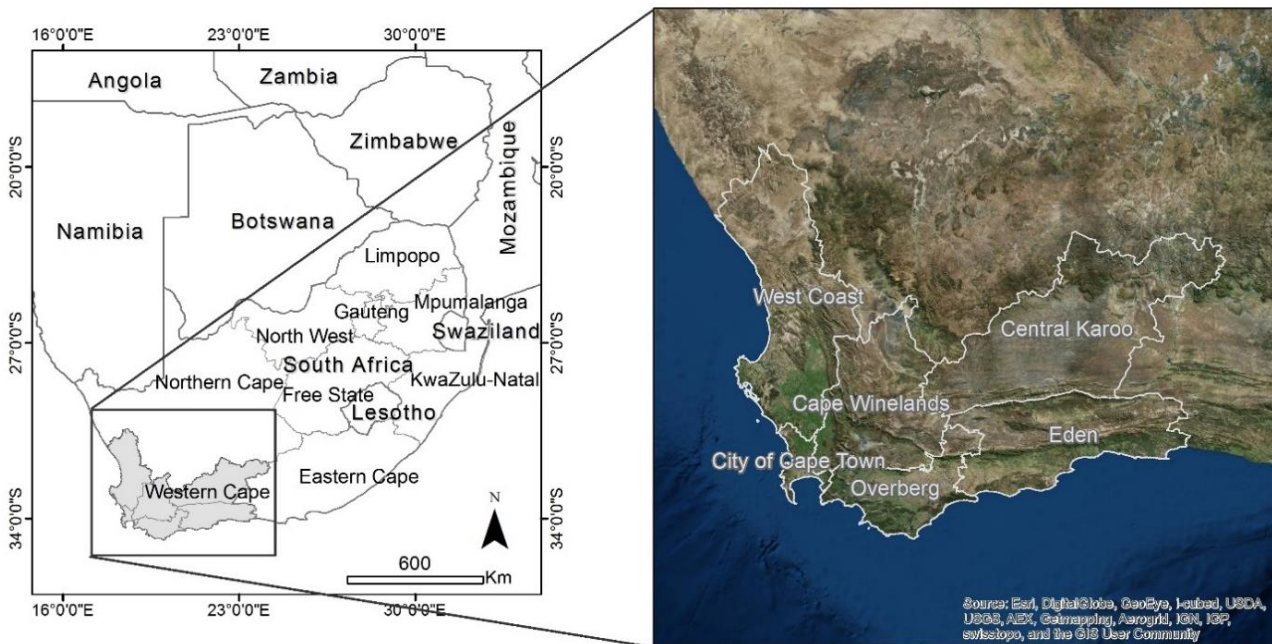 16°0'0"E
23°0'0"E
30°0'0"E
Angola
Zambia
Zimbabwe
Mozambique
20°0'0"S
20°0'0"S
Namibia
Botswana
Limpopo
Gauteng
Mpumalanga
North West
Swaziland
27°0'0"S
27°0'0"S
South Africa
Northern Cape
Free State
KwaZulu-Natal
Lesotho
Western Cape
Eastern Cape
N
34°0'0"S
34°0'0"S
600
Km
16°0'0"E
23°0'0"E
30°0'0"E
West Coast
Central Karoo
Cape Winelands
Eden
City of Cape Town
Overberg
Source: Esri, DigitalGlobe, GeoEye, i-cubed, USDA,
USGS, AEX, Getmapping, Aerogrid, IGN, IGP,
swisstopo, and the GIS User Community